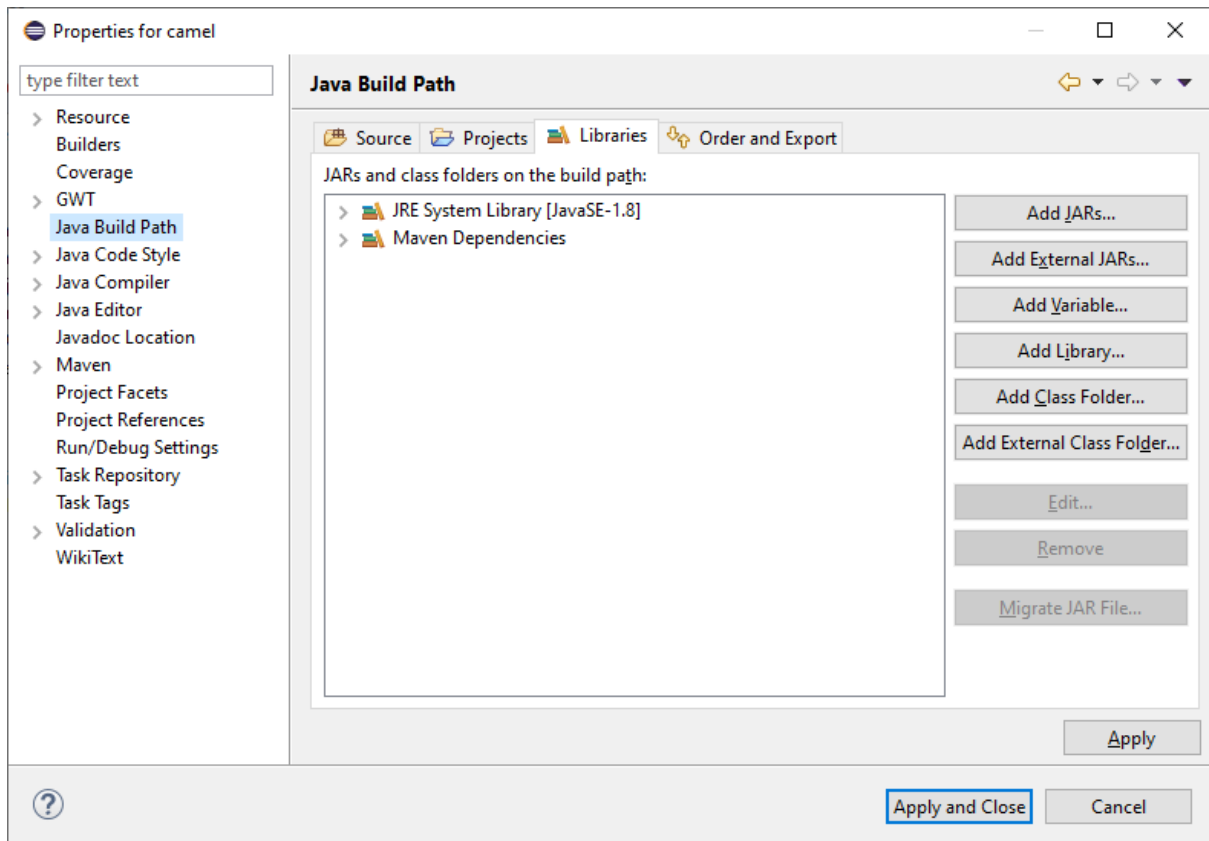 Properties for camel
type filter text
Resource
Builders
Coverage
GWT
Java Build Path
Java Code Style
Java Compiler
Java Editor
Javadoc Location
Maven
Project Facets
Project References
Run/Debug Settings
Task Repository
Task Tags
Validation
WikiText
Java Build Path
Source Projects Libraries Order and Export
JARs and class folders on the build path:
JRE System Library [JavaSE-1.8]
Maven Dependencies
Add JARs...
Add External JARs...
Add Variable...
Add Library...
Add Class Folder...
Add External Class Folder...
Edit...
Remove
Migrate JAR File...
Apply
?
Apply and Close
Cancel